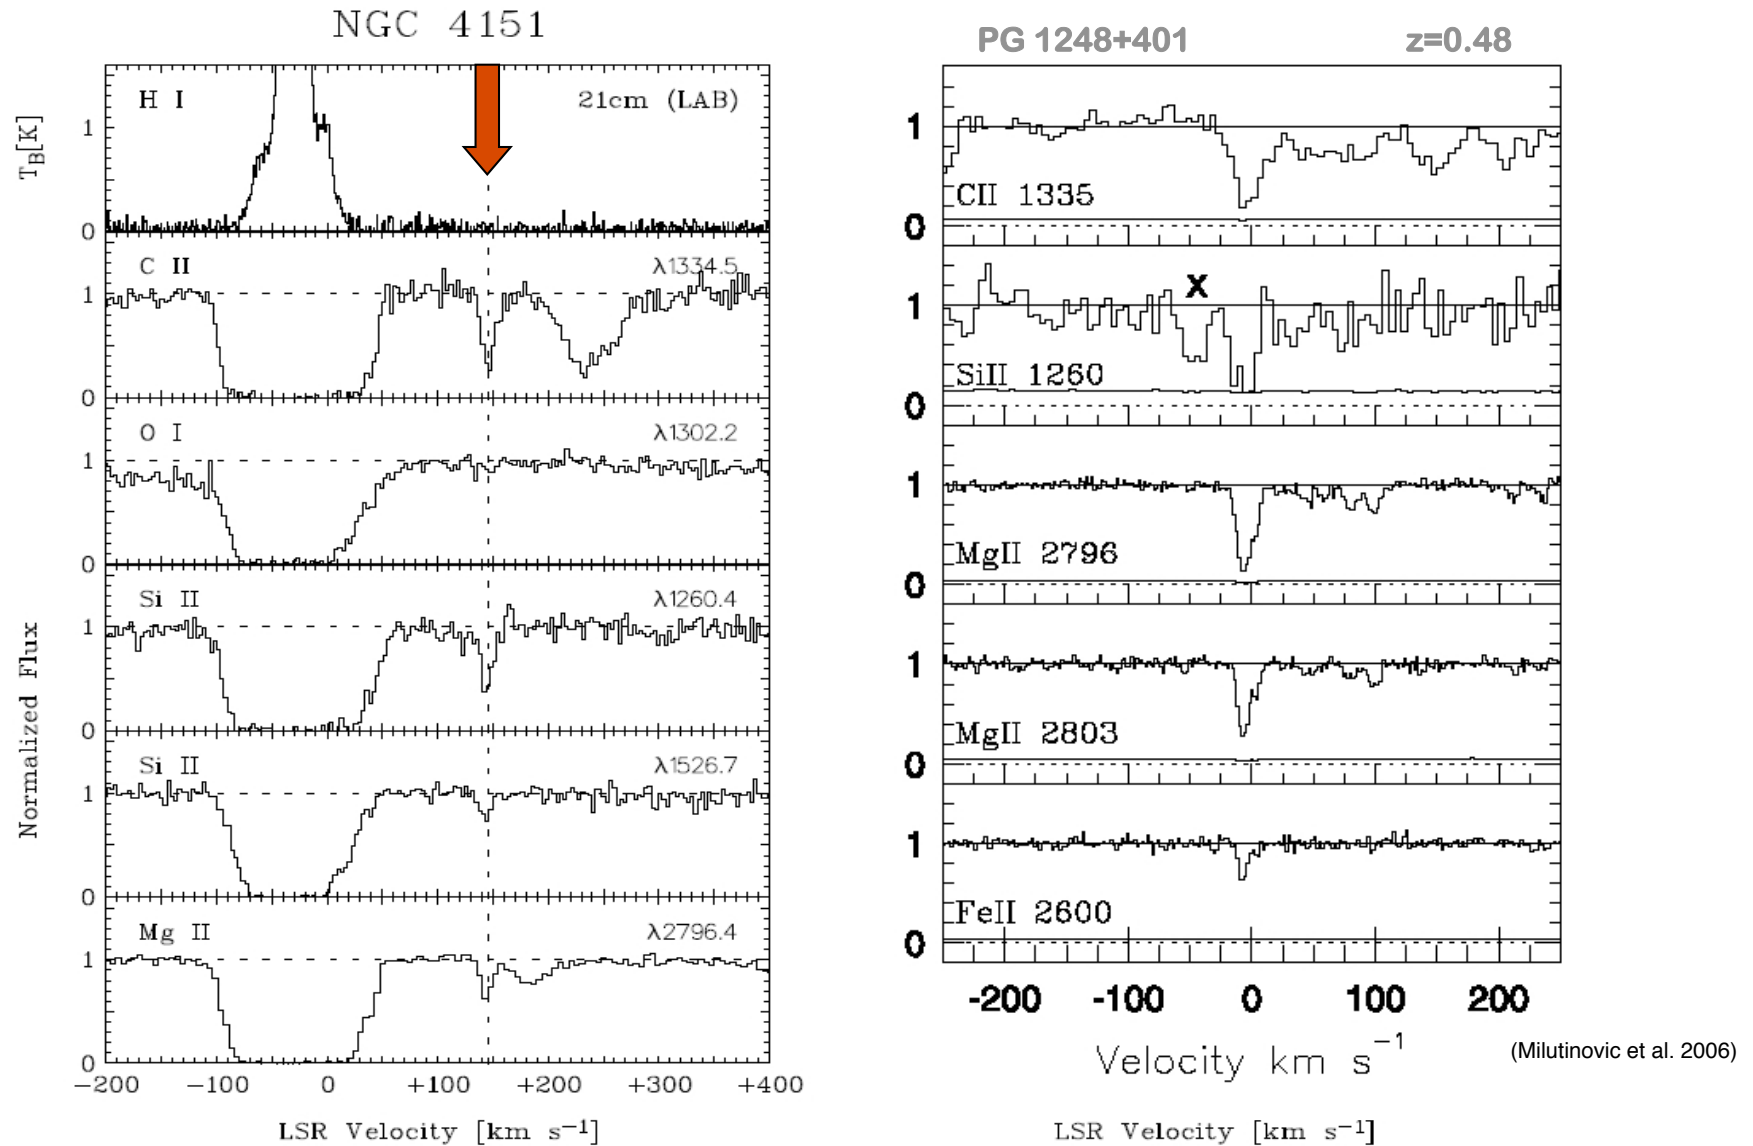 NGC 4151
H I 21cm (LAB)
T_B[K]
1
0
C II λ1334.5
1
0
O I λ1302.2
1
0
Si II λ1260.4
1
0
Si II λ1526.7
1
0
Mg II λ2796.4
1
0
Normalized Flux
−200 −100 0 +100 +200 +300 +400
LSR Velocity [km s⁻¹]
PG 1248+401 z=0.48
1
CII 1335
0
X
1
SiII 1260
0
1
MgII 2796
0
1
MgII 2803
0
1
FeII 2600
0
-200 -100 0 100 200
Velocity km s⁻¹
(Milutinovic et al. 2006)
LSR Velocity [km s⁻¹]